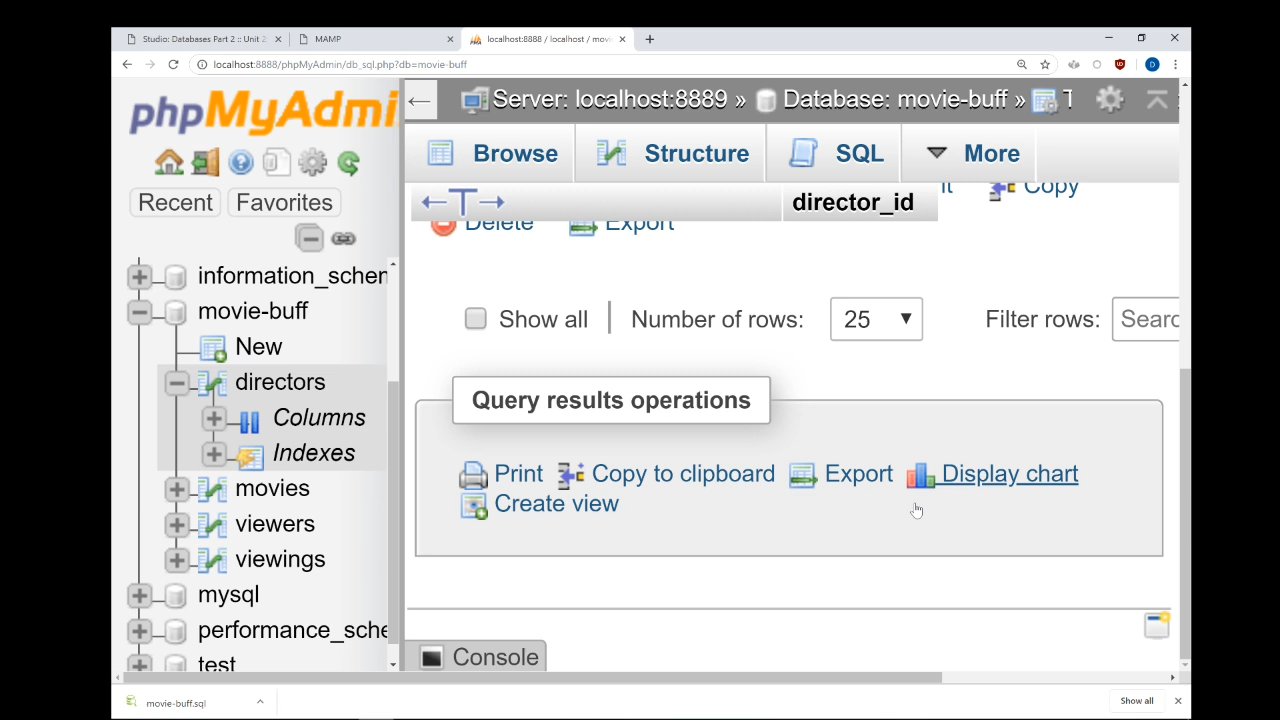 Studio: Databases Part 2 :: Unit 2
MAMP
localhost:8888 / localhost / movi
localhost:8888/phpMyAdmin/db_sql.php?db=movie-buff
phpMyAdmi
Recent
Favorites
information_schem
movie-buff
New
directors
Columns
Indexes
movies
viewers
viewings
mysql
performance_sche
test
Server: localhost:8889 » Database: movie-buff » T
Browse
Structure
SQL
More
Copy
director_id
Delete
Export
Show all
Number of rows:
25
Filter rows:
Searc
Query results operations
Print
Copy to clipboard
Export
Display chart
Create view
Console
movie-buff.sql
Show all